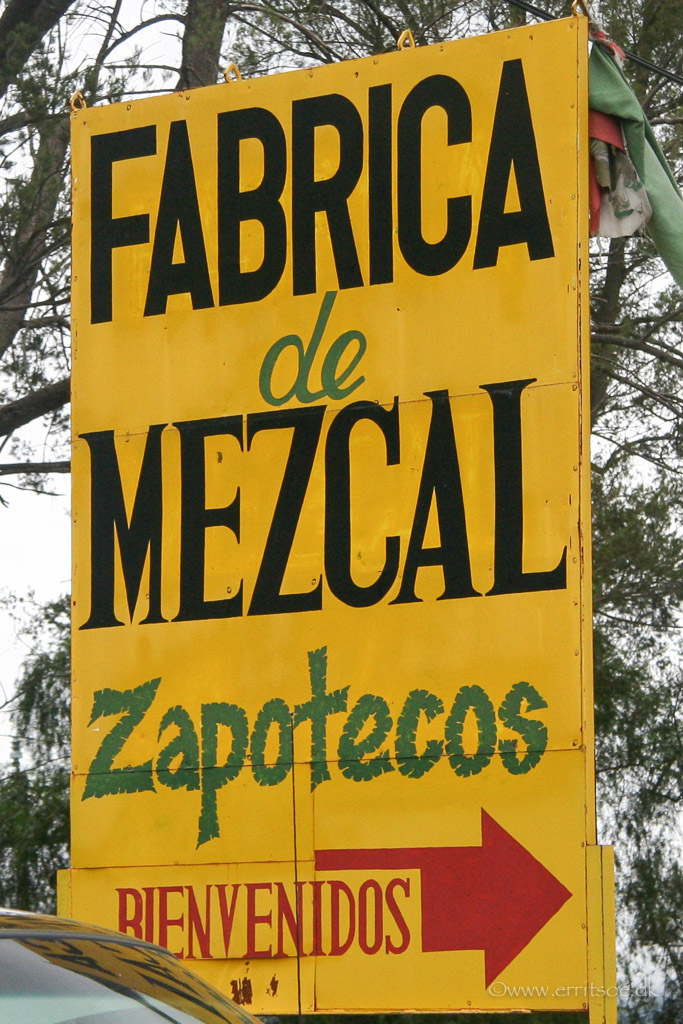 FABRICA
de
MEZCAL
Zapotecos
BIENVENIDOS
©www.erritsoe.dk